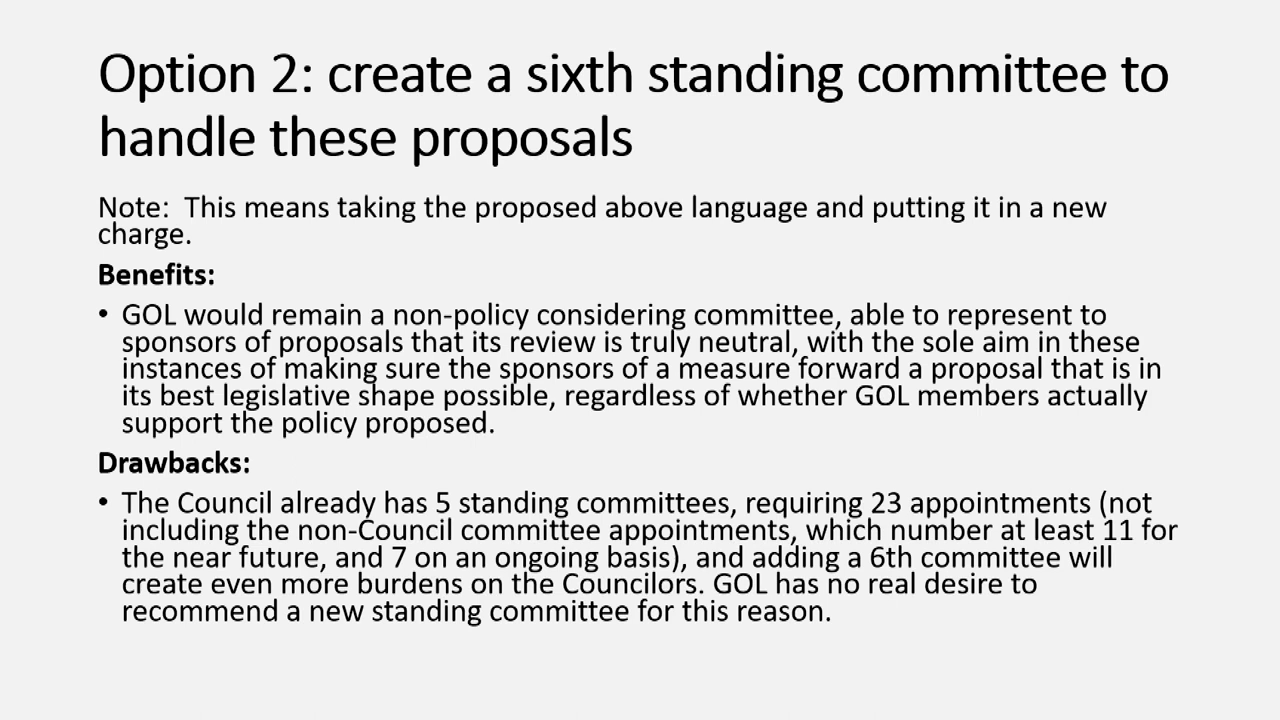 Option 2: create a sixth standing committee to
handle these proposals
Note:  This means taking the proposed above language and putting it in a new
charge.
Benefits:
• GOL would remain a non-policy considering committee, able to represent to
sponsors of proposals that its review is truly neutral, with the sole aim in these
instances of making sure the sponsors of a measure forward a proposal that is in
its best legislative shape possible, regardless of whether GOL members actually
support the policy proposed.
Drawbacks:
• The Council already has 5 standing committees, requiring 23 appointments (not
including the non-Council committee appointments, which number at least 11 for
the near future, and 7 on an ongoing basis), and adding a 6th committee will
create even more burdens on the Councilors. GOL has no real desire to
recommend a new standing committee for this reason.